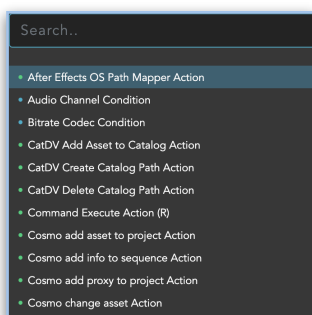 Search..
After Effects OS Path Mapper Action
Audio Channel Condition
Bitrate Codec Condition
CatDV Add Asset to Catalog Action
CatDV Create Catalog Path Action
CatDV Delete Catalog Path Action
Command Execute Action (R)
Cosmo add asset to project Action
Cosmo add info to sequence Action
Cosmo add proxy to project Action
Cosmo change asset Action